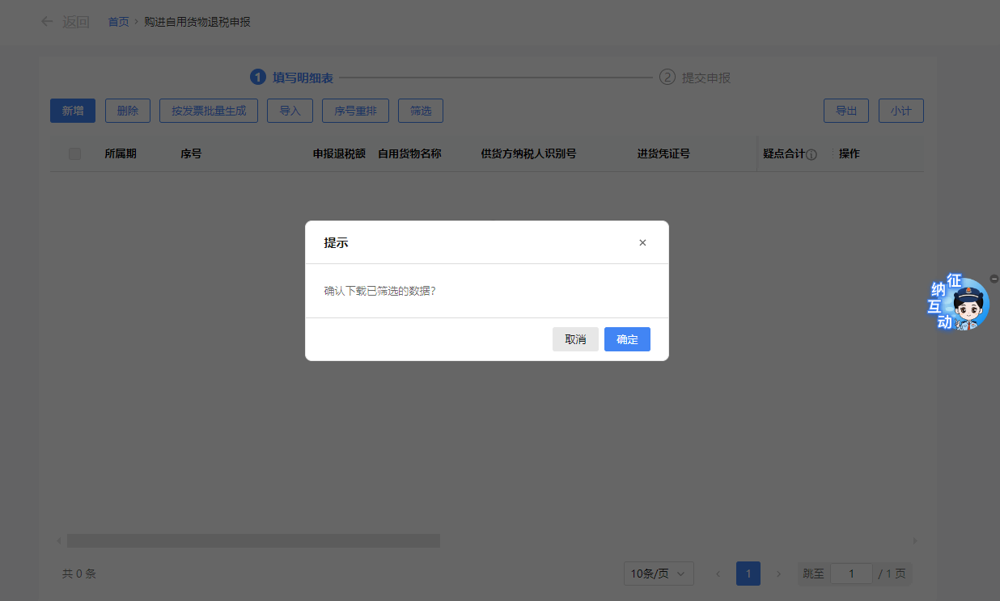 返回 首页 › 购进自用货物退税申报
1 填写明细表 2 提交申报
新增 删除 按发票批量生成 导入 序号重排 筛选 导出 小计
所属期 序号 申报退税额 自用货物名称 供货方纳税人识别号 进货凭证号 疑点合计 操作
提示
确认下载已筛选的数据?
取消 确定
征纳互动
共 0 条 10条/页 1 跳至 1 / 1 页